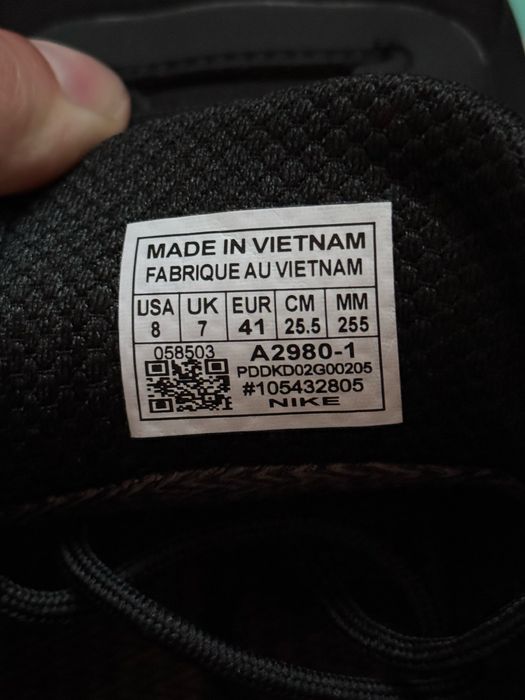 MADE IN VIETNAM
FABRIQUE AU VIETNAM
USA UK EUR CM MM
8 7 41 25.5 255
058503 A2980-1
PDDKD02G00205
#105432805
NIKE